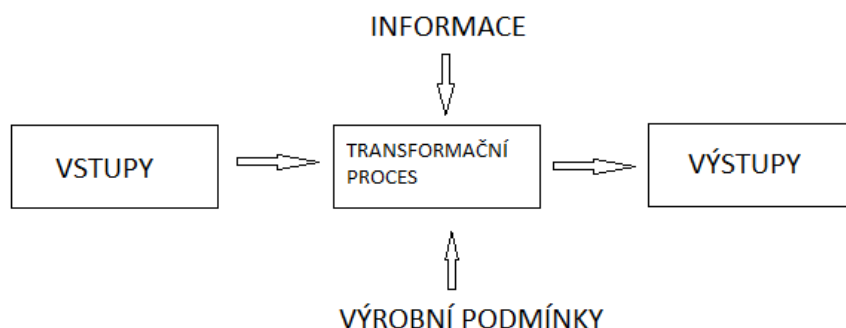 INFORMACE
VSTUPY
TRANSFORMAČNÍ
PROCES
VÝSTUPY
VÝROBNÍ PODMÍNKY